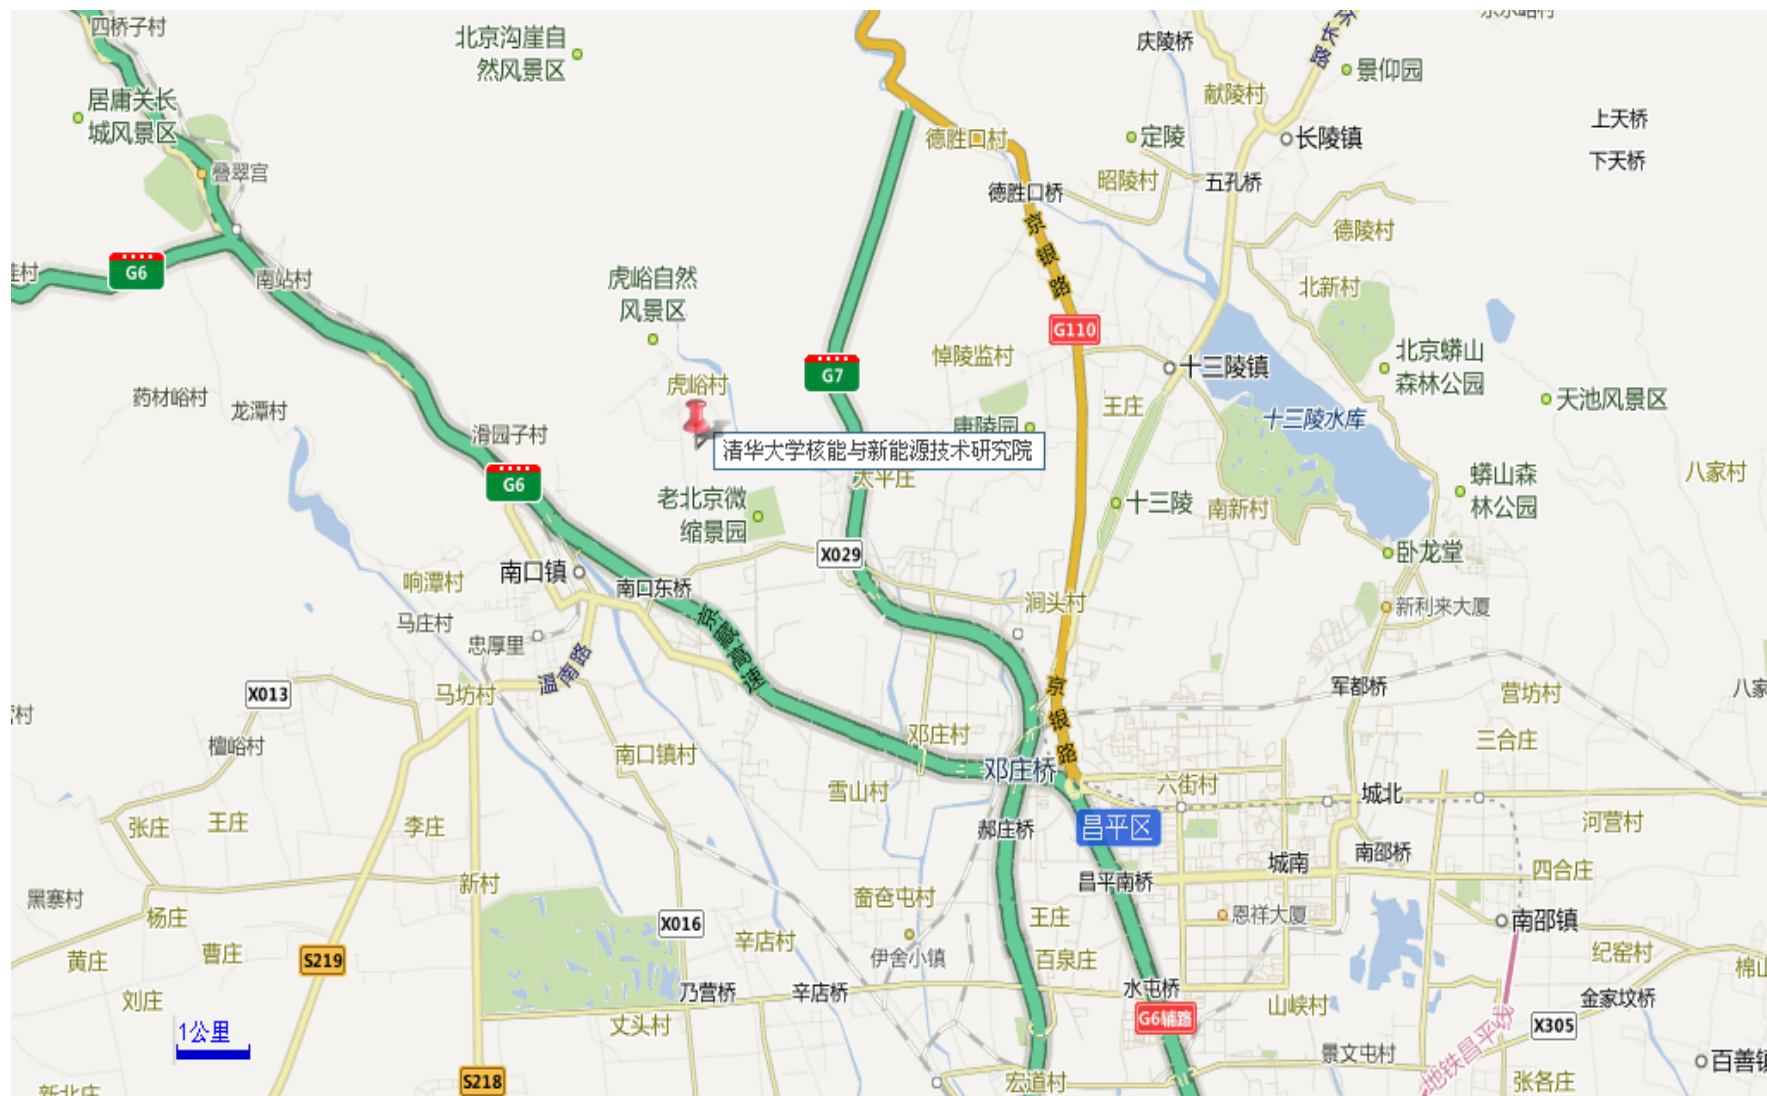 四桥子村
北京沟崖自
然风景区
庆陵桥
景仰园
居庸关长
城风景区
献陵村
上天桥
德胜口村
定陵
长陵镇
下天桥
叠翠宫
德胜口桥
昭陵村
五孔桥
京银路
德陵村
G6
南站村
虎峪自然
风景区
北新村
G110
悼陵监村
十三陵镇
北京蟒山
森林公园
G7
虎峪村
药材峪村
龙潭村
王庄
天池风景区
十三陵水库
康陵园
滑园子村
清华大学核能与新能源技术研究院
太平庄
G6
蟒山森
林公园
八家村
老北京微
缩景园
十三陵
南新村
X029
卧龙堂
南口镇
南口东桥
响潭村
涧头村
新利来大厦
马庄村
忠厚里
京藏高速
温南路
X013
马坊村
京银路
军都桥
营坊村
八家
檀峪村
南口镇村
邓庄村
三合庄
邓庄桥
雪山村
六街村
城北
张庄
王庄
李庄
郝庄桥
昌平区
河营村
南邵桥
城南
四合庄
新村
昌平南桥
黑寨村
杨庄
畲奁屯村
王庄
恩祥大厦
南邵镇
X016
辛店村
曹庄
黄庄
S219
伊舍小镇
百泉庄
纪窑村
棉山
刘庄
乃营桥
辛店桥
水屯桥
山峡村
金家坟桥
1公里
丈头村
G6辅路
X305
地铁昌平线
景文屯村
百善镇
S218
宏道村
张各庄
新北庄